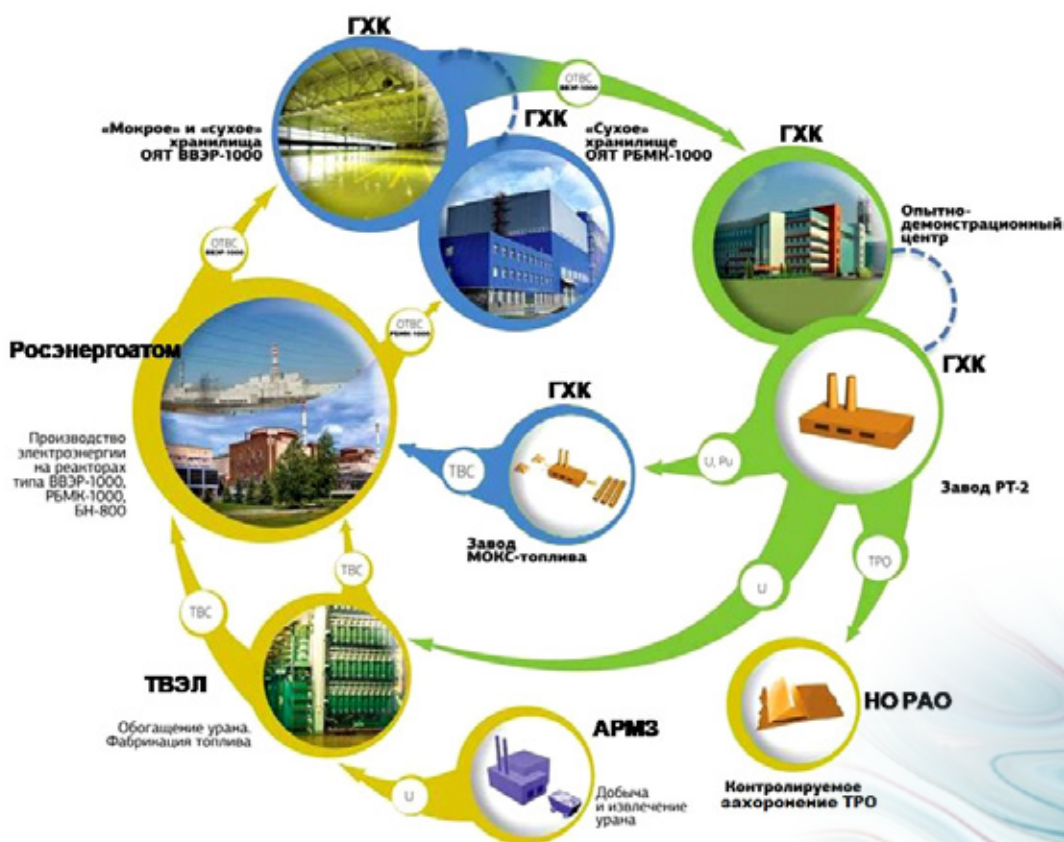 ГХК
ОТВС
ВВЭР-1000
«Мокрое» и «сухое»
хранилища
ОЯТ ВВЭР-1000
ГХК
«Сухое»
хранилище
ОЯТ РБМК-1000
ГХК
Опытно-
демонстрационный
центр
ОТВС
ВВЭР-1000
ОТВС
РБМК-1000
Росэнергоатом
Производство
электроэнергии
на реакторах
типа ВВЭР-1000,
РБМК-1000,
БН-800
ГХК
ТВС
Завод
МОКС-топлива
U, Pu
ГХК
Завод РТ-2
ТРО
U
ТВС
ТВС
ТВЭЛ
Обогащение урана.
Фабринация топлива
U
АРМЗ
Добыча
и извлечение
урана
НО РАО
Контролируемое
захоронение ТРО